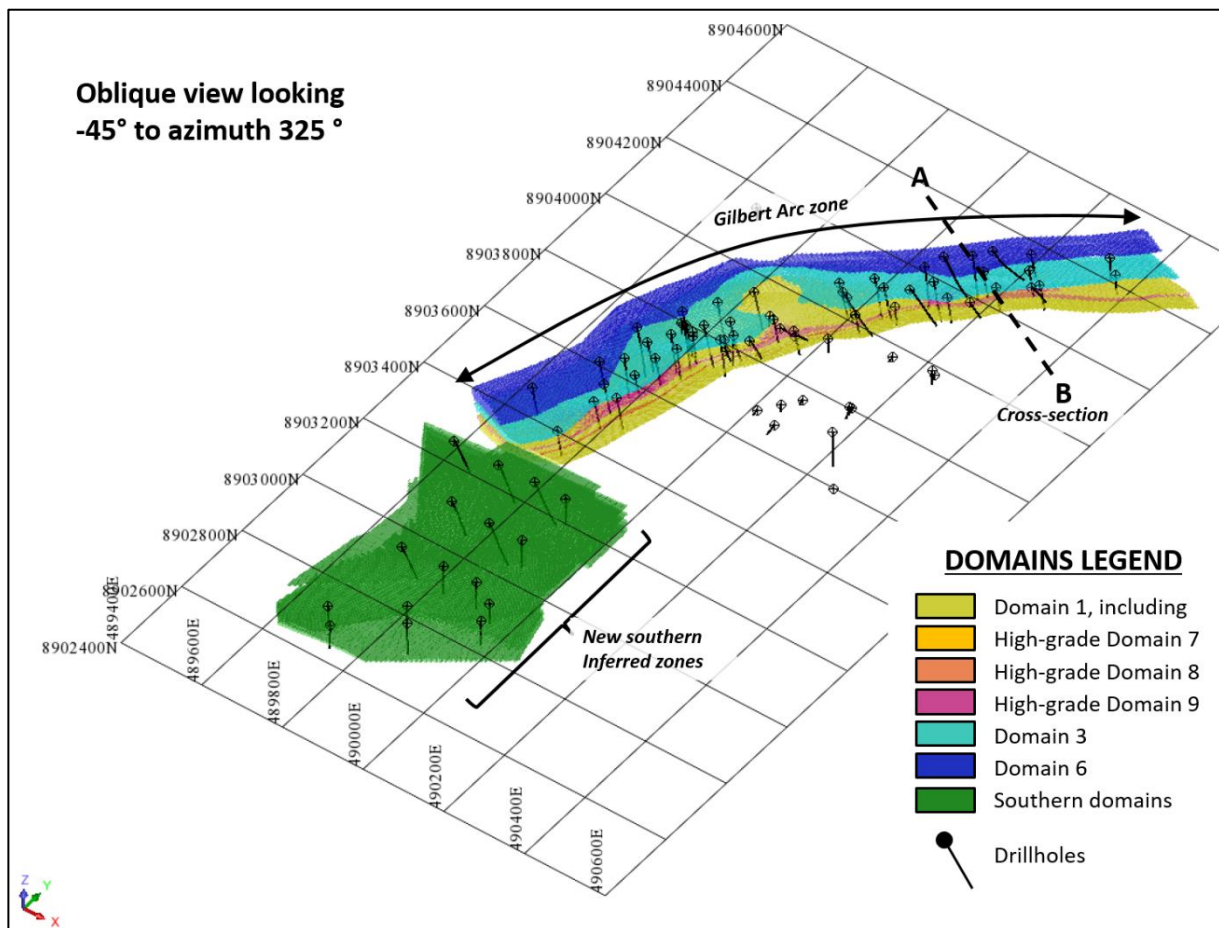 Oblique view looking
-45° to azimuth 325 °
8904600N
8904400N
8904200N
8904000N
8903800N
8903600N
8903400N
8903200N
8903000N
8902800N
8902600N
8902400N
489400E
489600E
489800E
490000E
490200E
490400E
490600E
Gilbert Arc zone
A
B
Cross-section
New southern
Inferred zones
DOMAINS LEGEND
Domain 1, including
High-grade Domain 7
High-grade Domain 8
High-grade Domain 9
Domain 3
Domain 6
Southern domains
Drillholes
Z
Y
X